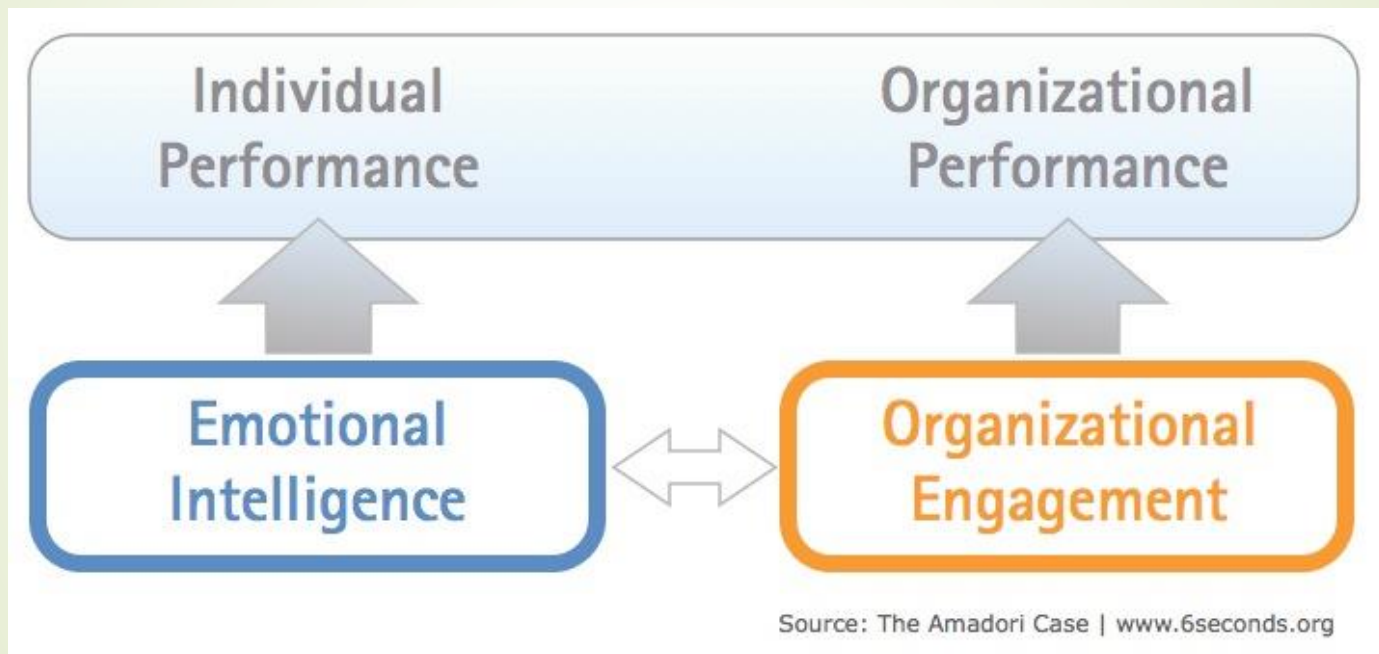 Individual
Performance
Organizational
Performance
Emotional
Intelligence
Organizational
Engagement
Source: The Amadori Case | www.6seconds.org